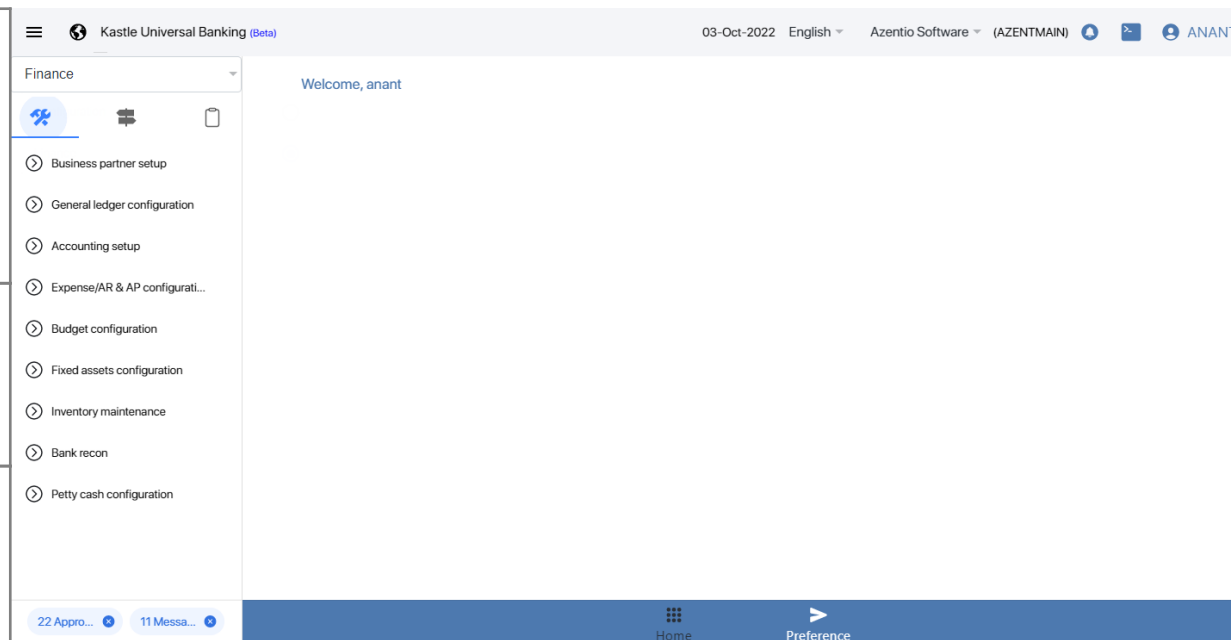 Kastle Universal Banking (Beta)
03-Oct-2022 English Azentio Software (AZENTMAIN) ANANT
Finance
Welcome, anant
Business partner setup
General ledger configuration
Accounting setup
Expense/AR & AP configurati...
Budget configuration
Fixed assets configuration
Inventory maintenance
Bank recon
Petty cash configuration
22 Appro... 11 Messa...
Home Preference